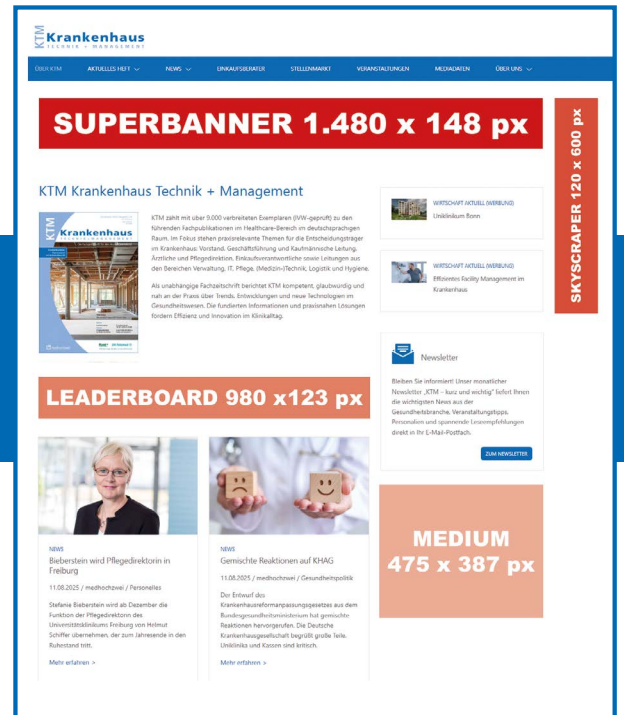 KTM Krankenhaus
TECHNIK + MANAGEMENT
ÜBER KTM
AKTUELLES HEFT
NEWS
EINKAUFSBERATER
STELLENMARKT
VERANSTALTUNGEN
MEDIADATEN
ÜBER UNS
SUPERBANNER 1.480 x 148 px
SKYSCRAPER 120 x 600 px
KTM Krankenhaus Technik + Management
KTM Krankenhaus
KTM zählt mit über 9.000 verbreiteten Exemplaren (IVW-geprüft) zu den
führenden Fachpublikationen im Healthcare-Bereich im deutschsprachigen
Raum. Im Fokus stehen praxisrelevante Themen für die Entscheidungsträger
im Krankenhaus: Vorstand, Geschäftsführung und Kaufmännische Leitung,
Ärztliche und Pflegeleitungen, Einkaufverantwortliche sowie Leitungen aus
den Bereichen Verwaltung, IT, Pflege, (Medizin-)Technik, Logistik und Hygiene.
Als unabhängige Fachzeitschrift berichtet KTM kompetent, glaubwürdig und
nah an der Praxis über Trends, Entwicklungen und neue Technologien im
Gesundheitswesen. Die fundierten Informationen und praxisnahen Lösungen
fördern Effizienz und Innovation im Klinikalltag.
WIRTSCHAFT AKTUELL (WERBUNG)
Uniklinikum Bonn
WIRTSCHAFT AKTUELL (WERBUNG)
Effizientes Facility Management im
Krankenhaus
Newsletter
Bleiben Sie informiert! Unser monatlicher
Newsletter „KTM – kurz und wichtig" liefert Ihnen
die wichtigsten News aus der
Gesundheitsbranche, Veranstaltungstipps,
Personalien und spannende Leseempfehlungen
direkt in Ihr E-Mail-Postfach.
ZUM NEWSLETTER
LEADERBOARD 980 x123 px
NEWS
Bieberstein wird Pflegedirektorin in
Freiburg
11.08.2025 / medhochzwei / Personelles
Stefanie Bieberstein wird ab Dezember die
Funktion der Pflegedirektorin des
Universitätsklinikums Freiburg von Helmut
Schiffer übernehmen, der zum Jahresende in den
Ruhestand tritt.
Mehr erfahren >
NEWS
Gemischte Reaktionen auf KHAG
11.08.2025 / medhochzwei / Gesundheitspolitik
Der Entwurf des
Krankenhausreformanpassungsgesetzes aus dem
Bundesgesundheitsministerium hat gemischte
Reaktionen hervorgerufen. Die Deutsche
Krankenhausgesellschaft begrüßt große Teile,
Uniklinika und Kassen sind kritisch.
Mehr erfahren >
MEDIUM
475 x 387 px